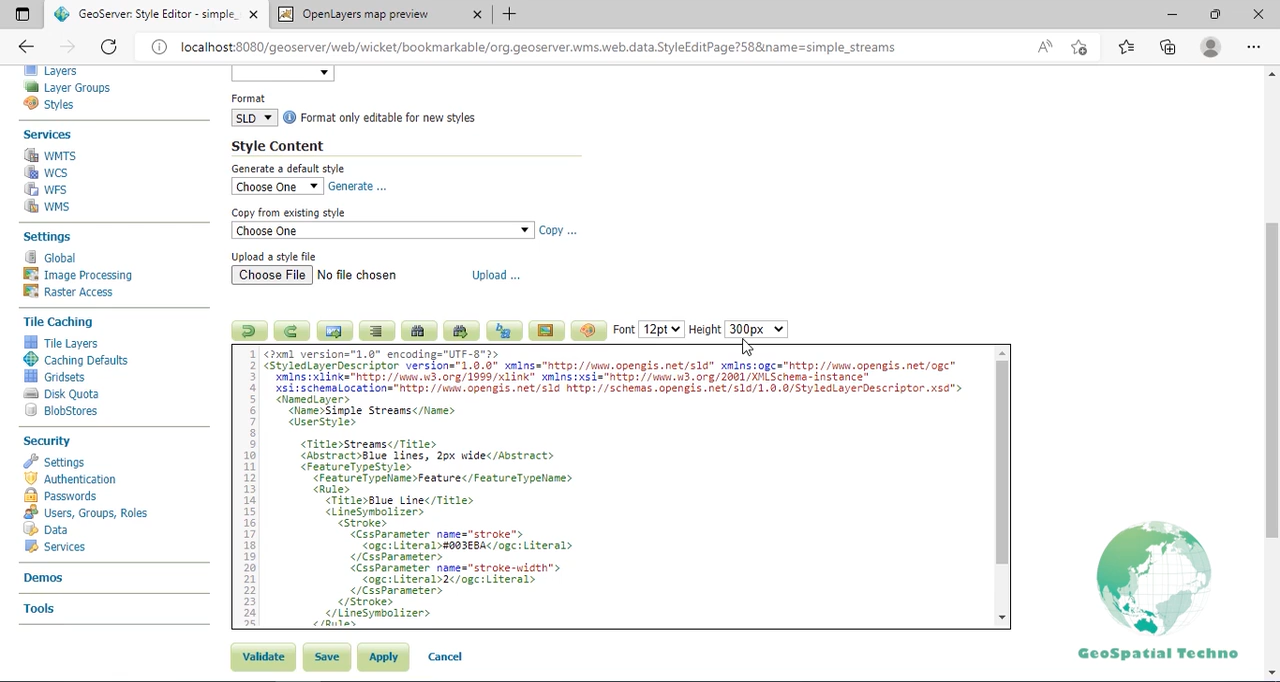 GeoServer: Style Editor - simple_
OpenLayers map preview
localhost:8080/geoserver/web/wicket/bookmarkable/org.geoserver.wms.web.data.StyleEditPage?58&name=simple_streams
Layers
Layer Groups
Styles
Services
WMTS
WCS
WFS
WMS
Settings
Global
Image Processing
Raster Access
Tile Caching
Tile Layers
Caching Defaults
Gridsets
Disk Quota
BlobStores
Security
Settings
Authentication
Passwords
Users, Groups, Roles
Data
Services
Demos
Tools
Format
SLD Format only editable for new styles
Style Content
Generate a default style
Choose One Generate ...
Copy from existing style
Choose One Copy ...
Upload a style file
Choose File No file chosen Upload ...
Font 12pt Height 300px
1 <?xml version="1.0" encoding="UTF-8"?>
2 <StyledLayerDescriptor version="1.0.0" xmlns="http://www.opengis.net/sld" xmlns:ogc="http://www.opengis.net/ogc"
3 xmlns:xlink="http://www.w3.org/1999/xlink" xmlns:xsi="http://www.w3.org/2001/XMLSchema-instance"
4 xsi:schemaLocation="http://www.opengis.net/sld http://schemas.opengis.net/sld/1.0.0/StyledLayerDescriptor.xsd">
5 <NamedLayer>
6 <Name>Simple Streams</Name>
7 <UserStyle>
8
9 <Title>Streams</Title>
10 <Abstract>Blue lines, 2px wide</Abstract>
11 <FeatureTypeStyle>
12 <FeatureTypeName>Feature</FeatureTypeName>
13 <Rule>
14 <Title>Blue Line</Title>
15 <LineSymbolizer>
16 <Stroke>
17 <CssParameter name="stroke">
18 <ogc:Literal>#003EBA</ogc:Literal>
19 </CssParameter>
20 <CssParameter name="stroke-width">
21 <ogc:Literal>2</ogc:Literal>
22 </CssParameter>
23 </Stroke>
24 </LineSymbolizer>
25 </Rule>
Validate Save Apply Cancel
GeoSpatial Techno